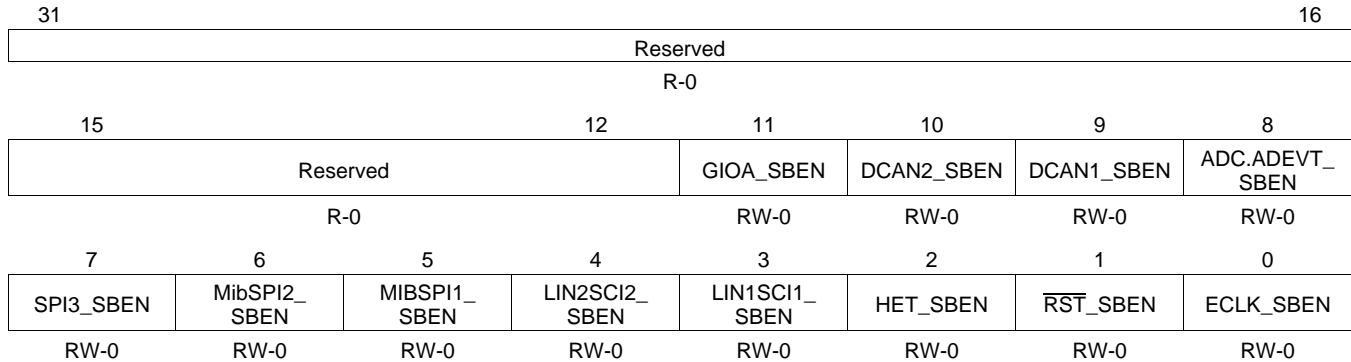 31 16
Reserved
R-0
15 12 11 10 9 8
Reserved GIOA_SBEN DCAN2_SBEN DCAN1_SBEN ADC.ADEVT_
SBEN
R-0 RW-0 RW-0 RW-0 RW-0
7 6 5 4 3 2 1 0
SPI3_SBEN MibSPI2_
SBEN MIBSPI1_
SBEN LIN2SCI2_
SBEN LIN1SCI1_
SBEN HET_SBEN R̅S̅T̅_SBEN ECLK_SBEN
RW-0 RW-0 RW-0 RW-0 RW-0 RW-0 RW-0 RW-0